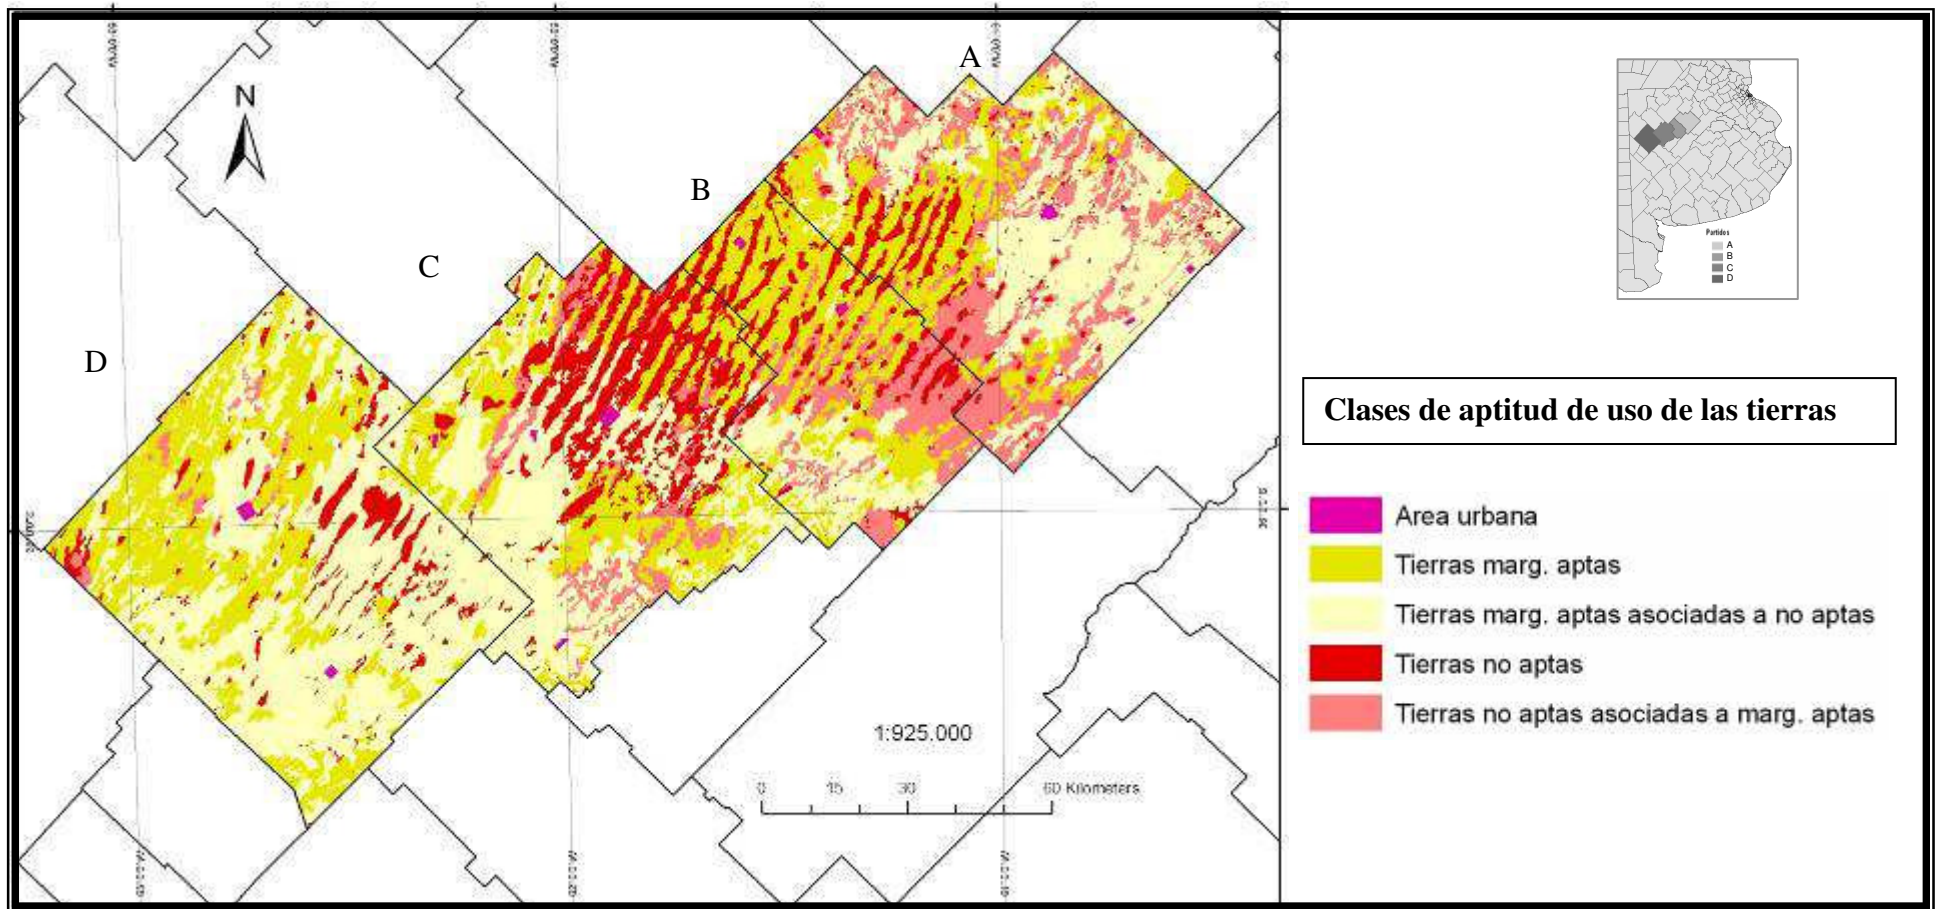 A
N
B
C
D
1:925.000
0 15 30 60 Kilometers
Partidos
A
B
C
D
Clases de aptitud de uso de las tierras
Area urbana
Tierras marg. aptas
Tierras marg. aptas asociadas a no aptas
Tierras no aptas
Tierras no aptas asociadas a marg. aptas